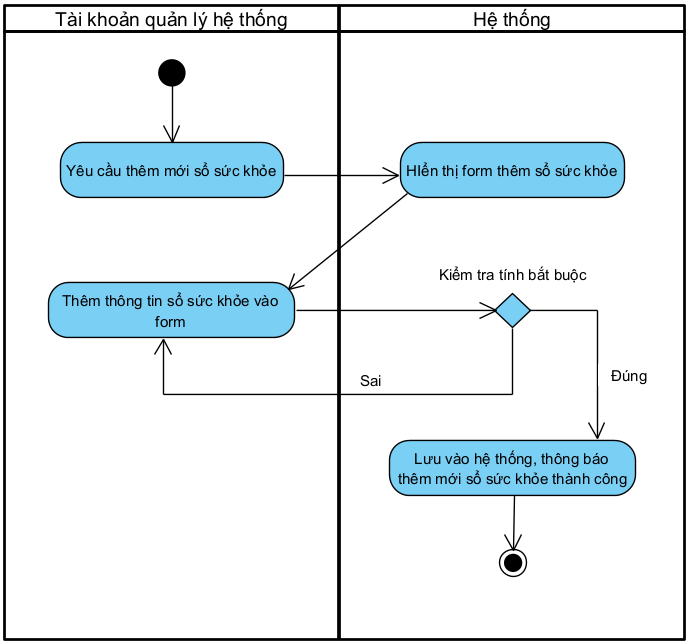 Tài khoản quản lý hệ thống
Hệ thống
Yêu cầu thêm mới sổ sức khỏe
HIển thị form thêm sổ sức khỏe
Kiểm tra tính bắt buộc
Thêm thông tin sổ sức khỏe vào
form
Sai
Đúng
Lưu vào hệ thống, thông báo
thêm mới sổ sức khỏe thành công